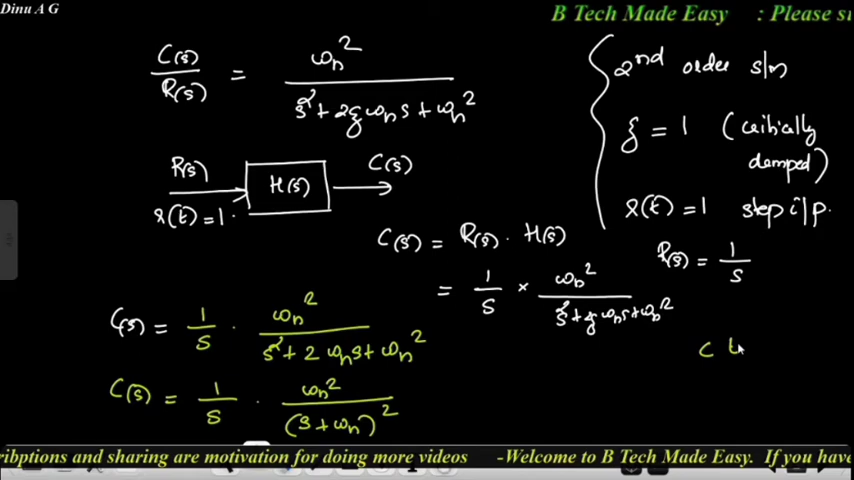 Dinu A G
B Tech Made Easy : Please su
C(s)/R(s) = ωn²/(s² + 2ξωns + ωn²)
2nd order s/m
ξ = 1 (critically damped)
r(t) = 1 step i/p.
R(s) = 1/s
R(s) H(s) C(s)
r(t) = 1.
C(s) = R(s) · H(s)
= 1/s × ωn²/(s² + 2ξωns + ωn²)
C(s) = 1/s · ωn²/(s² + 2ωns + ωn²)
C(s) = 1/s · ωn²/(s + ωn)²
c t
ribptions and sharing are motivation for doing more videos -Welcome to B Tech Made Easy. If you have